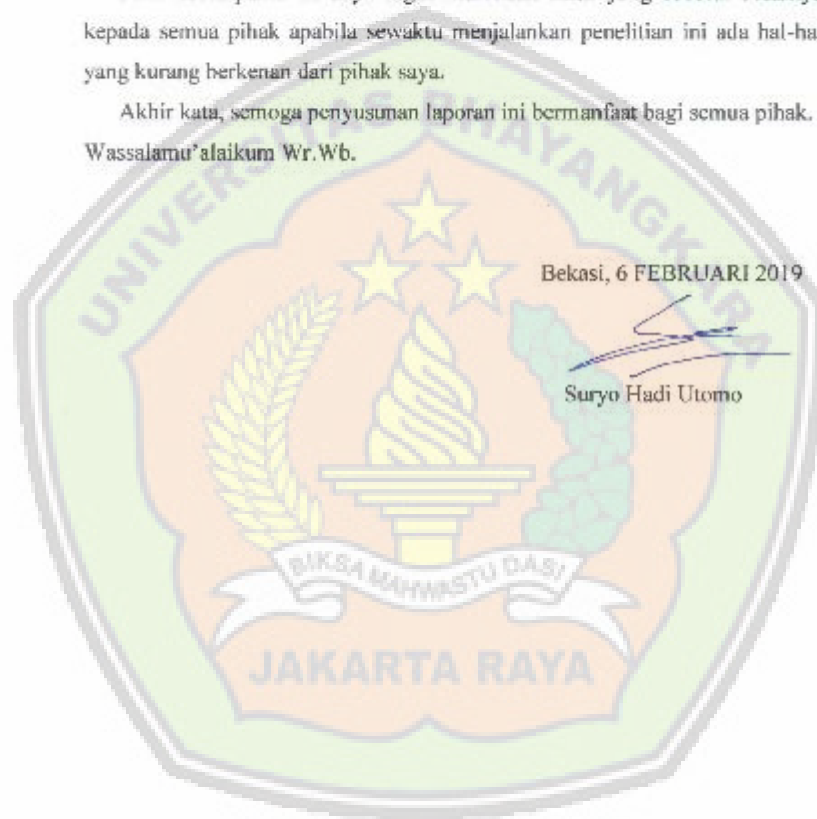 kepada semua pihak apabila sewaktu menjalankan penelitian ini ada hal-ha
yang kurang berkenan dari pihak saya.
Akhir kata, semoga penyusunan laporan ini bermanfaat bagi semua pihak.
Wassalamu'alaikum Wr.Wb.
UNIVERSITAS BHAYANGKARA
Bekasi, 6 FEBRUARI 2019
Suryo Hadi Utomo
BIKSA MAHWASTU DASI
JAKARTA RAYA